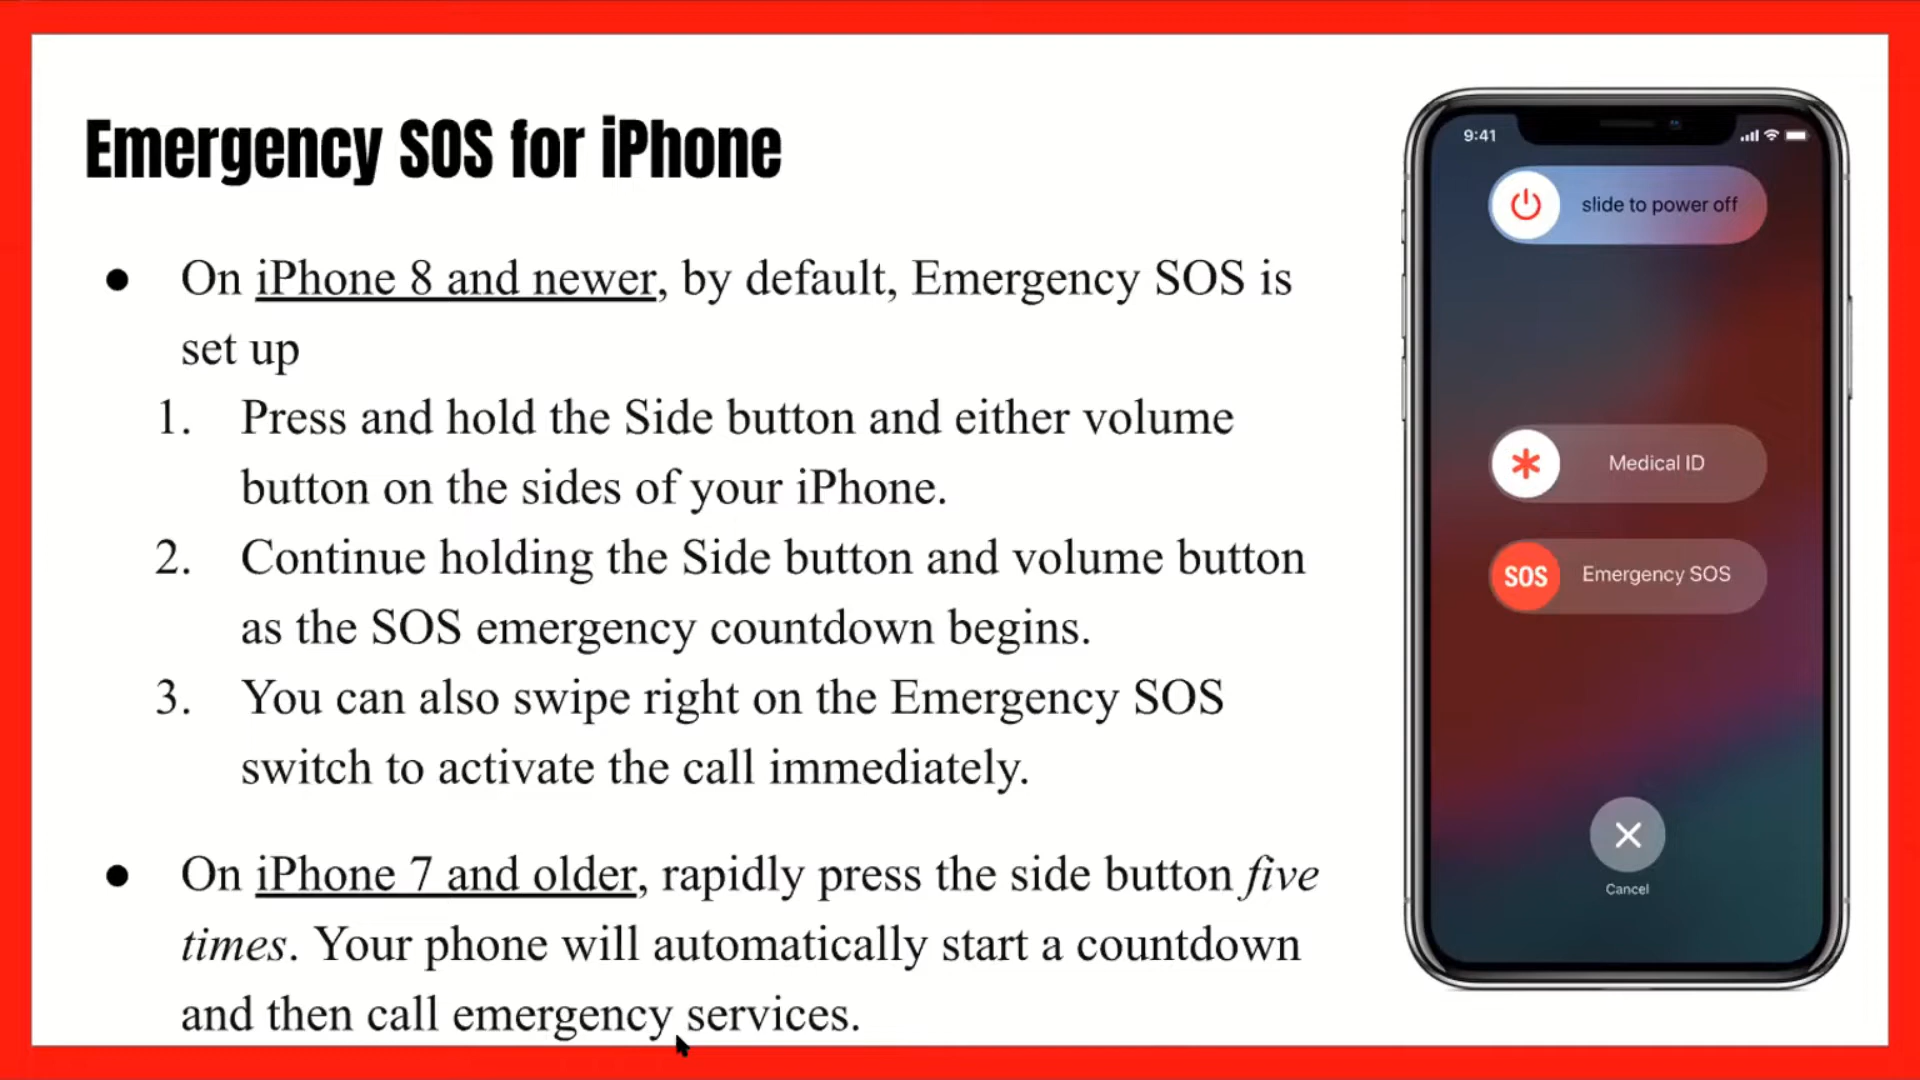 Emergency SOS for iPhone
● On iPhone 8 and newer, by default, Emergency SOS is
set up
1. Press and hold the Side button and either volume
button on the sides of your iPhone.
2. Continue holding the Side button and volume button
as the SOS emergency countdown begins.
3. You can also swipe right on the Emergency SOS
switch to activate the call immediately.
● On iPhone 7 and older, rapidly press the side button five
times. Your phone will automatically start a countdown
and then call emergency services.
9:41
slide to power off
Medical ID
SOS Emergency SOS
Cancel